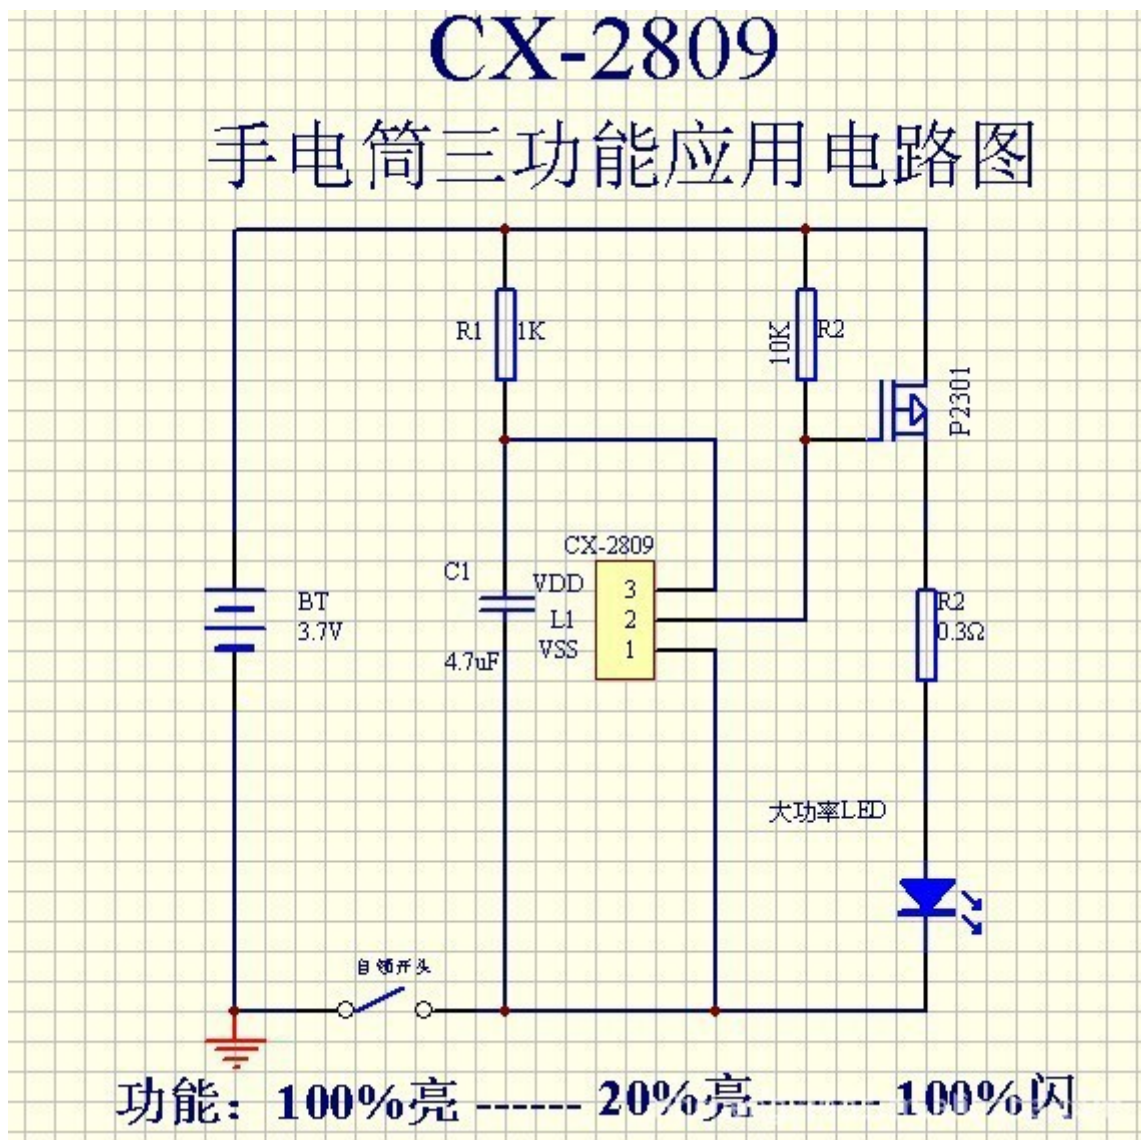 CX-2809
手电筒三功能应用电路图
R1
1K
10K
R2
P2301
CX-2809
C1
VDD
3
BT
L1
2
R2
3.7V
0.3Ω
VSS
1
4.7uF
大功率LED
自锁开头
功能：100%亮 ------ 20%亮------- 100%闪